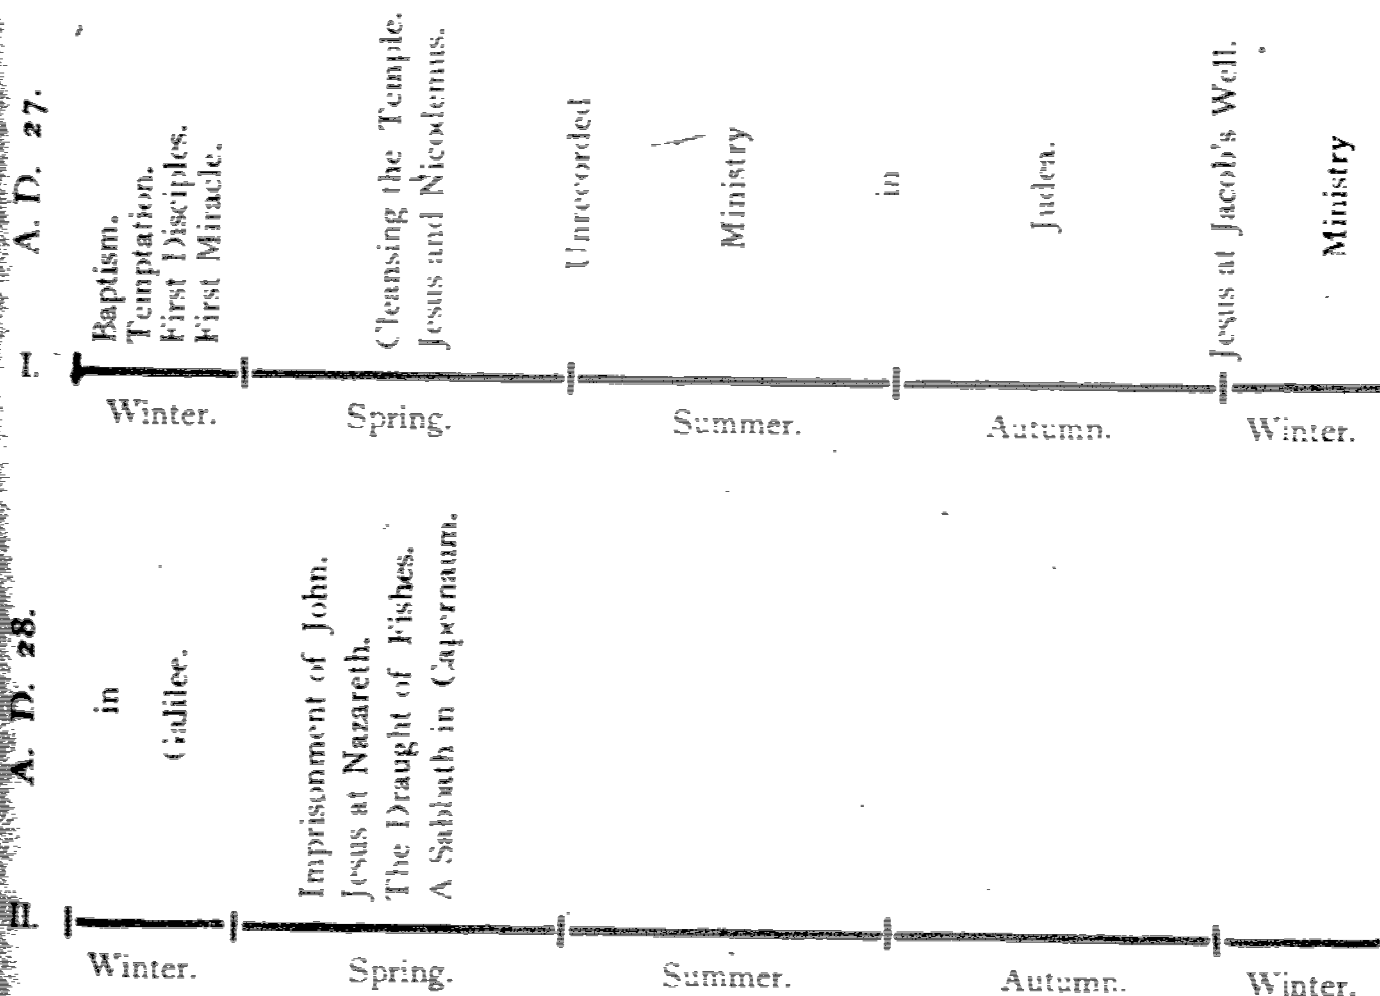 A. D. 27.
I.
Baptism.
Temptation.
First Disciples.
First Miracle.
Cleansing the Temple.
Jesus and Nicodemus.
Unrecorded
Ministry
in
Judea.
Jesus at Jacob's Well.
Ministry
Winter.
Spring.
Summer.
Autumn.
Winter.
A. D. 28.
II.
in
Galilee.
Imprisonment of John.
Jesus at Nazareth.
The Draught of Fishes.
A Sabbath in Capernaum.
Winter.
Spring.
Summer.
Autumn.
Winter.